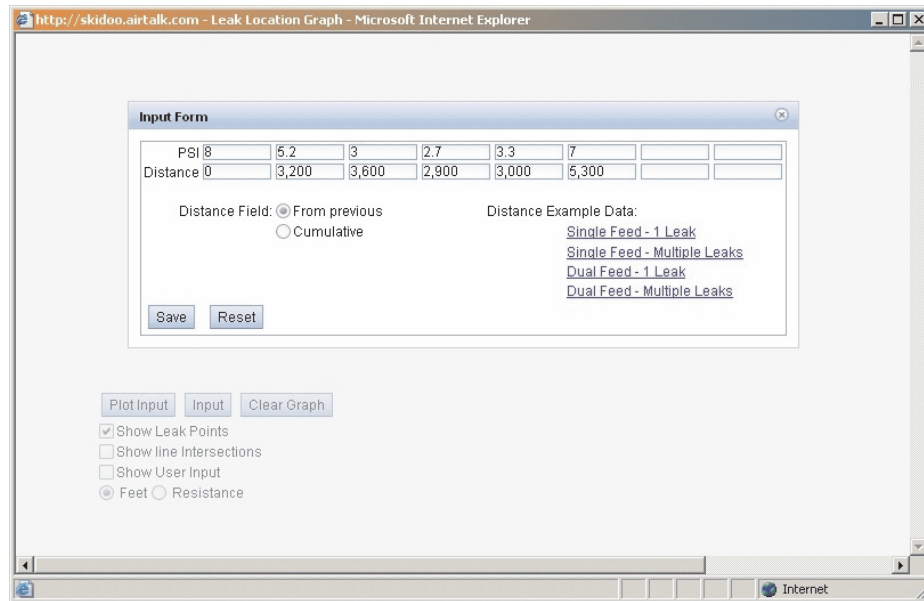 http://skidoo.airtalk.com - Leak Location Graph - Microsoft Internet Explorer
Input Form
PSI 8 5.2 3 2.7 3.3 7
Distance 0 3,200 3,600 2,900 3,000 5,300
Distance Field: From previous Distance Example Data:
Cumulative Single Feed - 1 Leak
Single Feed - Multiple Leaks
Dual Feed - 1 Leak
Dual Feed - Multiple Leaks
Save Reset
Plot Input Input Clear Graph
Show Leak Points
Show line Intersections
Show User Input
Feet Resistance
Internet